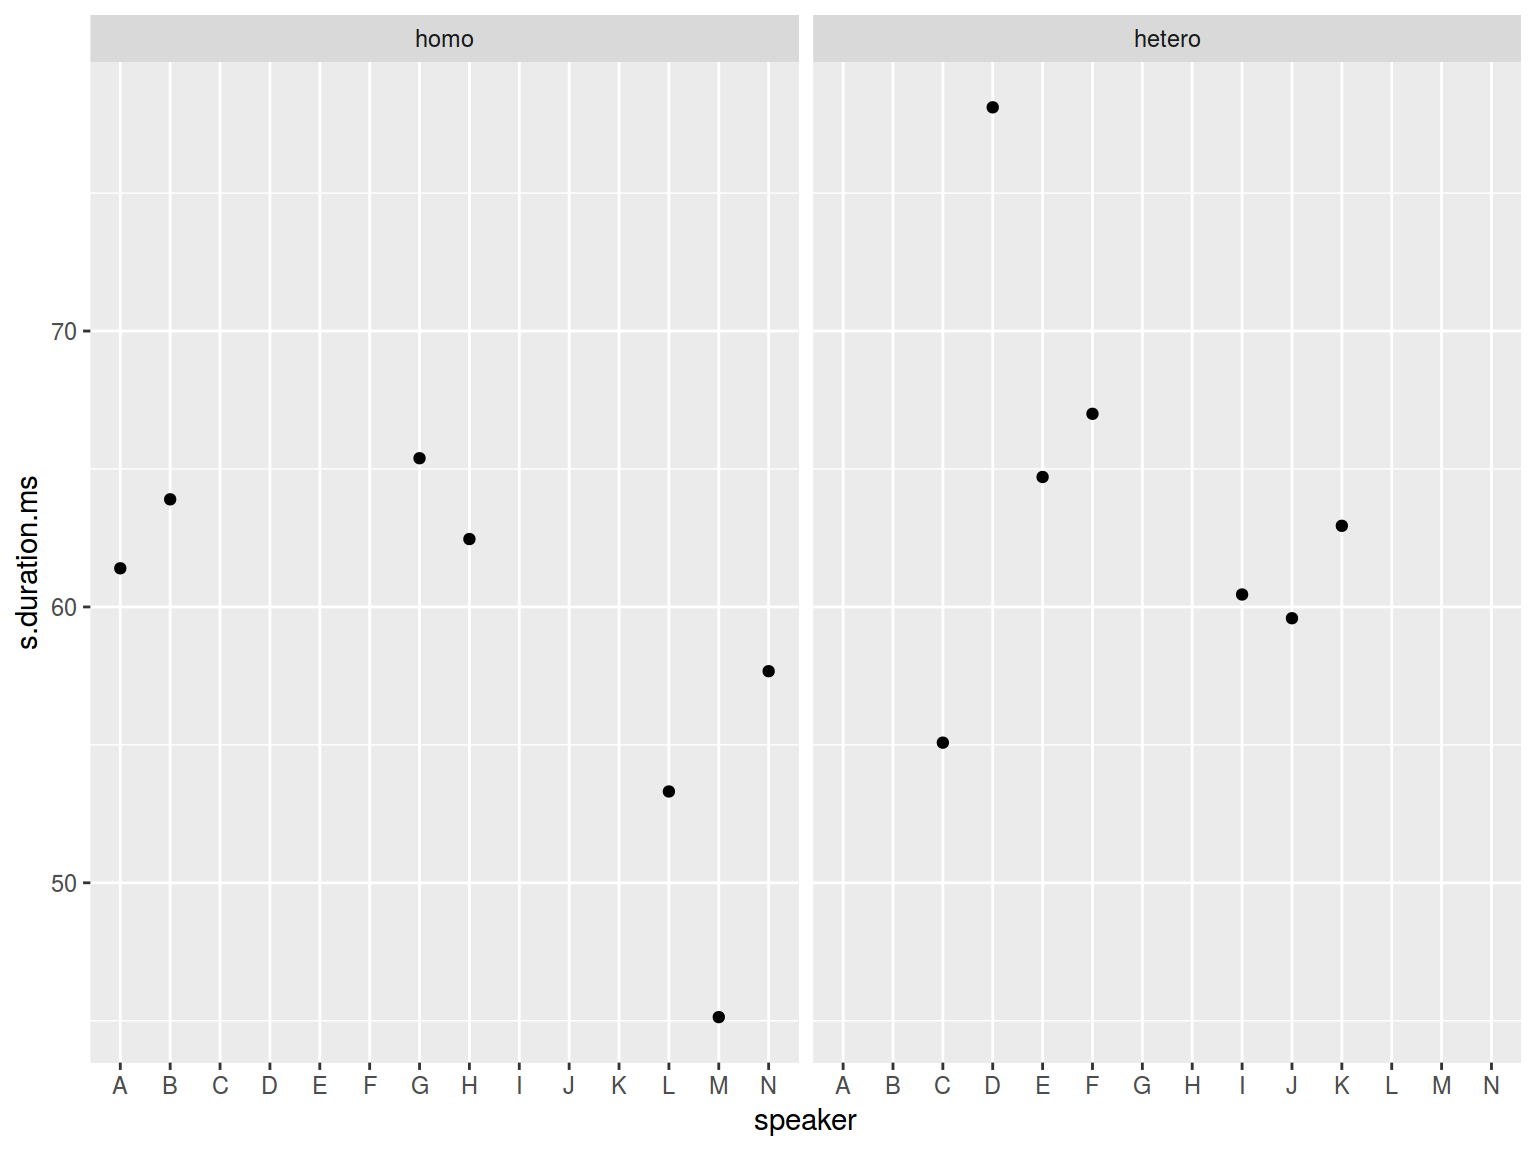 homo hetero
s.duration.ms
70
60
50
A B C D E F G H I J K L M N A B C D E F G H I J K L M N
speaker